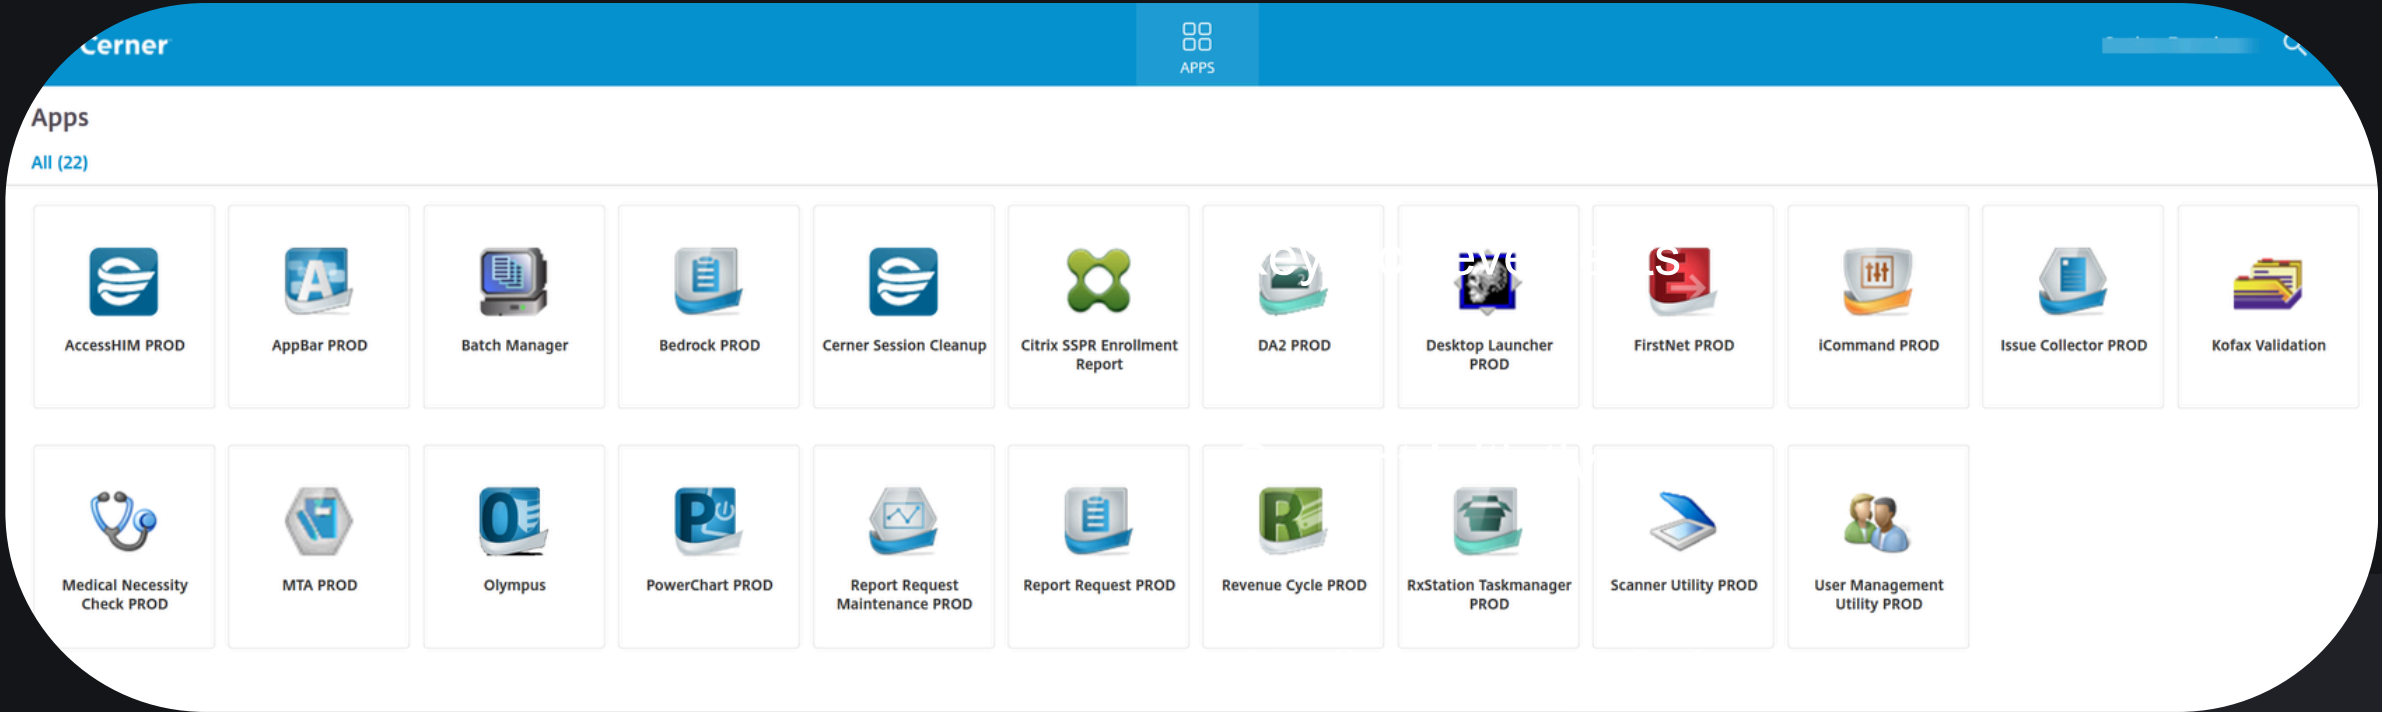 Cerner
APPS
Apps
All (22)
AccessHIM PROD
AppBar PROD
Batch Manager
Bedrock PROD
Cerner Session Cleanup
Citrix SSPR Enrollment
Report
DA2 PROD
Desktop Launcher
PROD
FirstNet PROD
iCommand PROD
Issue Collector PROD
Kofax Validation
Medical Necessity
Check PROD
MTA PROD
Olympus
PowerChart PROD
Report Request
Maintenance PROD
Report Request PROD
Revenue Cycle PROD
RxStation Taskmanager
PROD
Scanner Utility PROD
User Management
Utility PROD